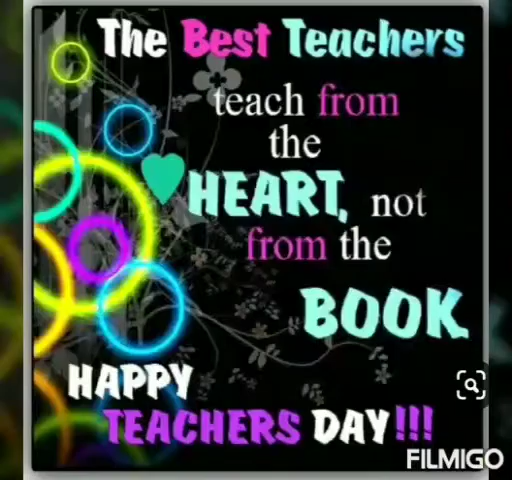 The Best Teachers
teach from
the
HEART, not
from the
BOOK
HAPPY
TEACHERS DAY!!!
FILMIGO